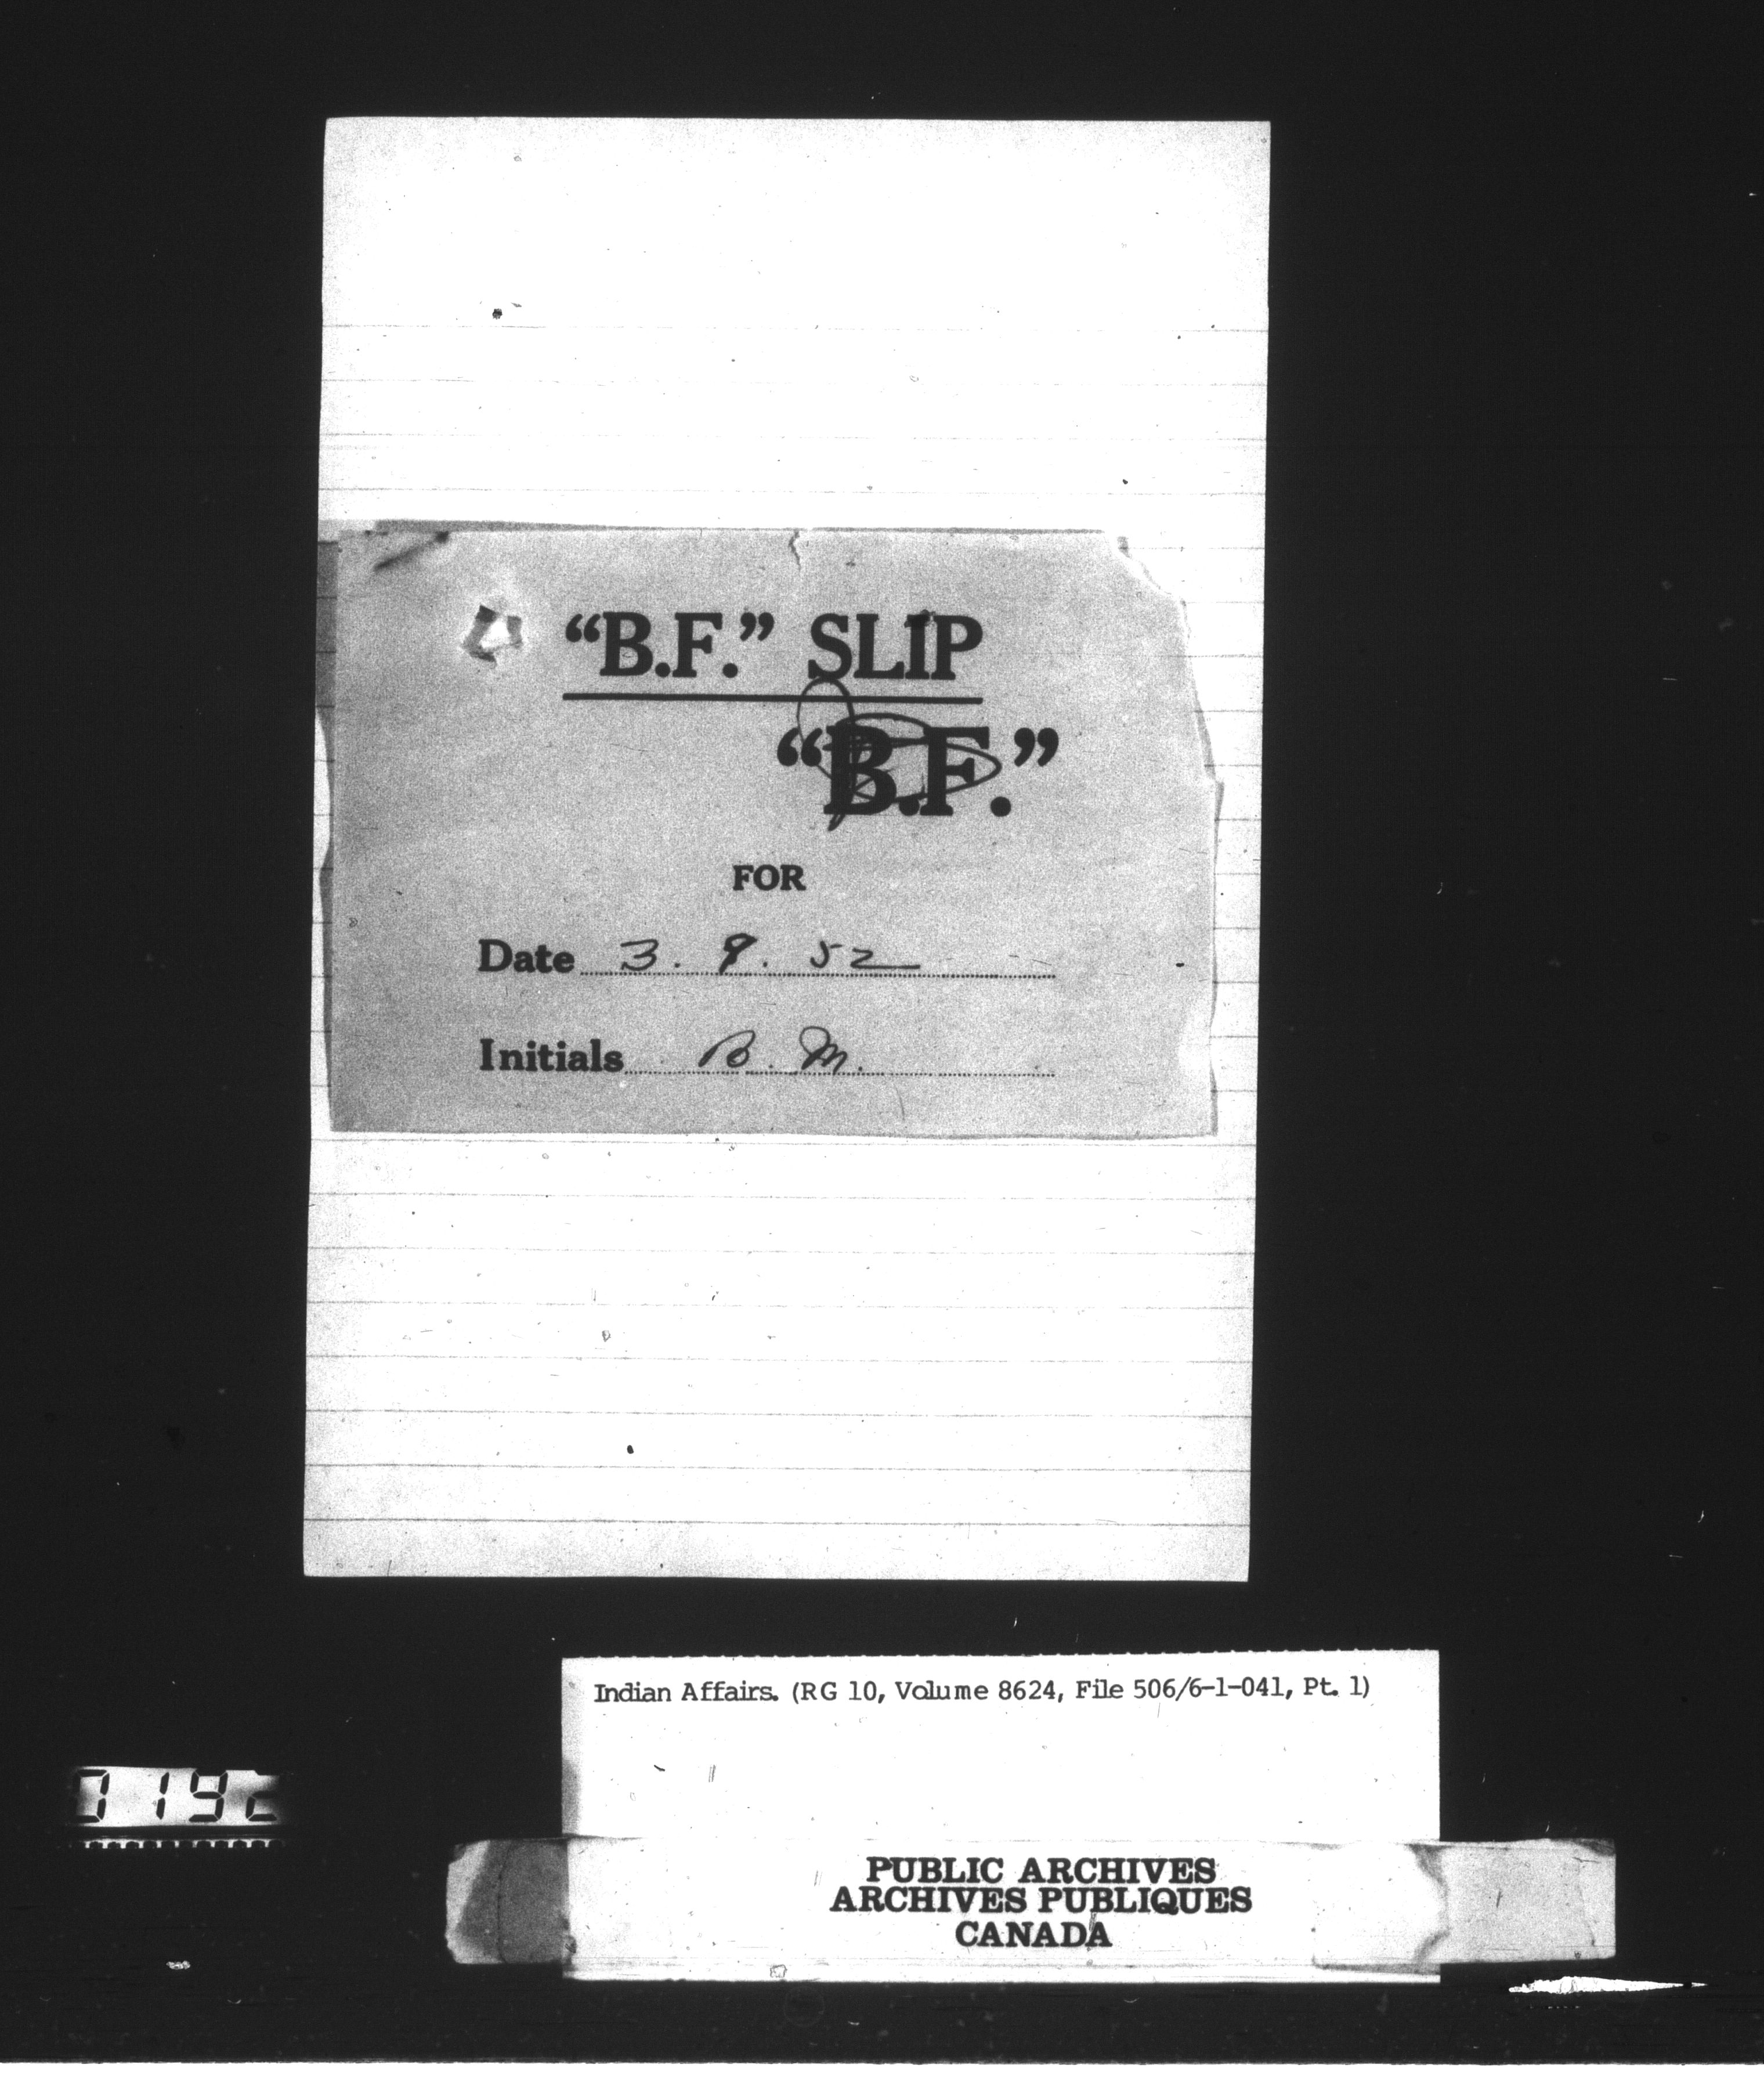 “B.F.” SLIP
“B.F.”
FOR
Date 3. 9. 52
Initials B. M.
Indian Affairs. (RG 10, Volume 8624, File 506/6-1-041, Pt. 1)
7192
PUBLIC ARCHIVES
ARCHIVES PUBLIQUES
CANADA